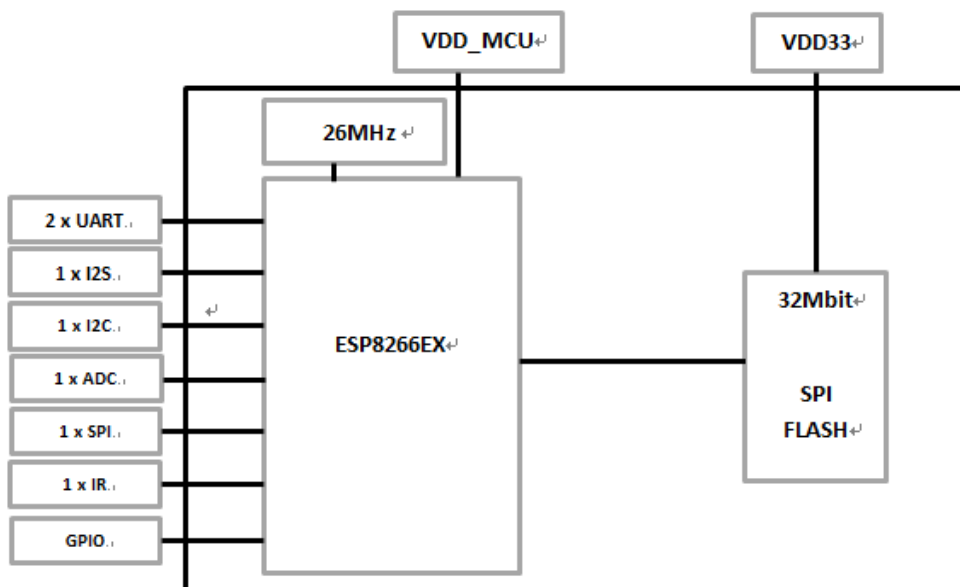 VDD_MCU
VDD33
26MHz
2 x UART
1 x I2S
1 x I2C
1 x ADC
1 x SPI
1 x IR
GPIO
ESP8266EX
32Mbit
SPI
FLASH